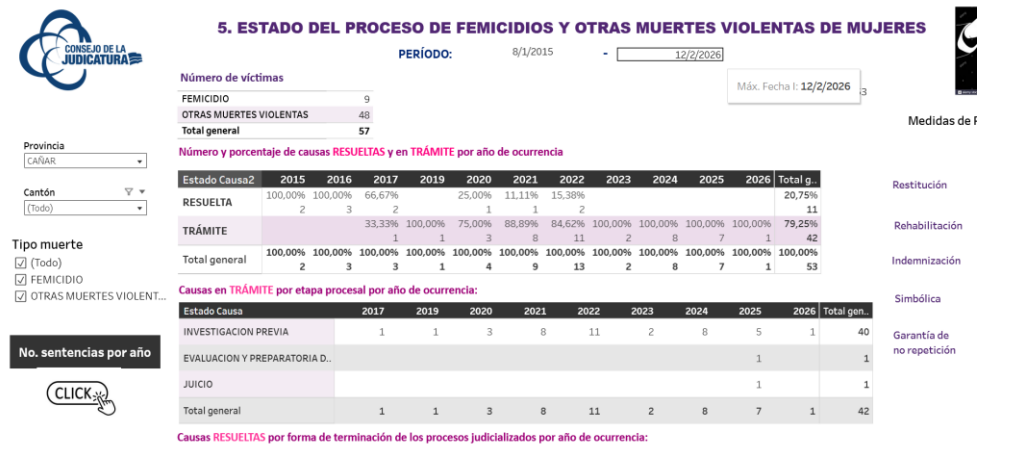 CONSEJO DE LA
JUDICATURA
5. ESTADO DEL PROCESO DE FEMICIDIOS Y OTRAS MUERTES VIOLENTAS DE MUJERES
PERÍODO: 8/1/2015 - 12/2/2026
Número de víctimas
FEMICIDIO 9
OTRAS MUERTES VIOLENTAS 48
Total general 57
Máx. Fecha I: 12/2/2026
Medidas de
Provincia
CAÑAR
Cantón
(Todo)
Tipo muerte
(Todo)
FEMICIDIO
OTRAS MUERTES VIOLENT...
No. sentencias por año
CLICK
Número y porcentaje de causas RESUELTAS y en TRÁMITE por año de ocurrencia
Estado Causa2 2015 2016 2017 2019 2020 2021 2022 2023 2024 2025 2026 Total g..
RESUELTA 100,00% 100,00% 66,67% 25,00% 11,11% 15,38% 20,75%
2 3 2 1 1 2 11
TRÁMITE 33,33% 100,00% 75,00% 88,89% 84,62% 100,00% 100,00% 100,00% 100,00% 79,25%
1 1 3 8 11 2 8 7 1 42
Total general 100,00% 100,00% 100,00% 100,00% 100,00% 100,00% 100,00% 100,00% 100,00% 100,00% 100,00% 100,00%
2 3 3 1 4 9 13 2 8 7 1 53
Causas en TRÁMITE por etapa procesal por año de ocurrencia:
Estado Causa 2017 2019 2020 2021 2022 2023 2024 2025 2026 Total gen..
INVESTIGACION PREVIA 1 1 3 8 11 2 8 5 1 40
EVALUACION Y PREPARATORIA D.. 1 1
JUICIO 1 1
Total general 1 1 3 8 11 2 8 7 1 42
Causas RESUELTAS por forma de terminación de los procesos judicializados por año de ocurrencia:
Restitución
Rehabilitación
Indemnización
Simbólica
Garantía de
no repetición